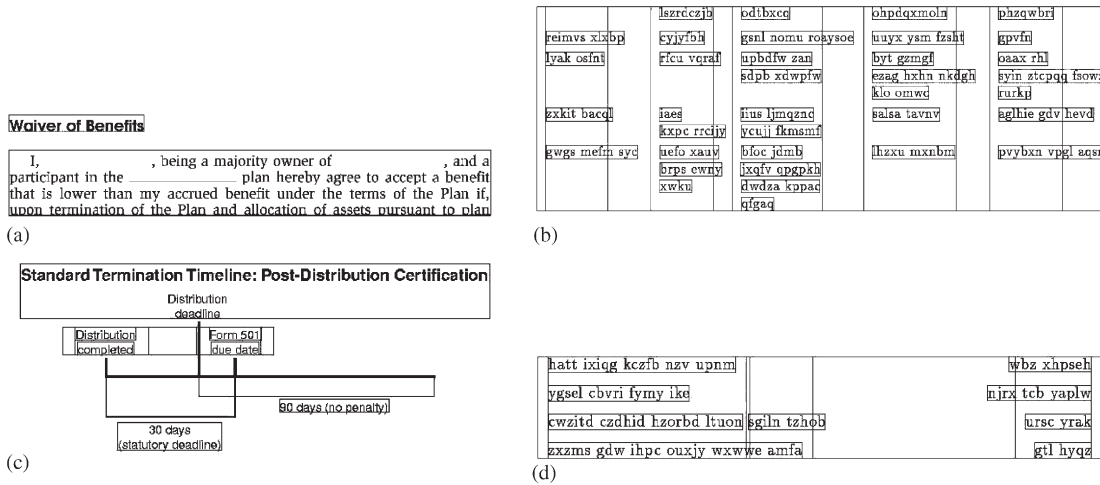 Waiver of Benefits
I, , being a majority owner of , and a
participant in the ______________ plan hereby agree to accept a benefit
that is lower than my accrued benefit under the terms of the Plan if,
upon termination of the Plan and allocation of assets pursuant to plan
(a)
lszrdczjb odtbxcq ohpdqxmoln phzqwbri
reimvs xlxbp cyjyfbh gsnl nomu roaysoe uuyx ysm fzsht gpvfn
lyak osfnt rfcu vqraf upbdfw zan byt gzmgf oaax rhl
sdpb xdwpfw ezag hxhn nkdgh syin ztcpqq
klo omwc rurkp
zxkit bacql iaes iius ljmqznc salsa tavnv aglhie gdv hevd
kxpc rrcijy ycujj fkmsmf
gwgs mefm syc uefo xauv bfoc jdmb lhzxu mxnbm pvybxn vpgl
brps ewny jxqfv qpgpkh
xwku dwdza kppac
qfgaq
(b)
Standard Termination Timeline: Post-Distribution Certification
Distribution
deadline
Distribution Form 501
completed due date
90 days (no penalty)
30 days
(statutory deadline)
(c)
hatt ixiqg kczfb nzv upnm wbz xhpseh
ygsel cbvri fymy ike njrx tcb yaplw
cwzitd czdhid hzorbd ltuon sgiln tzhob ursc yrak
zxzms gdw ihpc ouxjy wxwwe amfa gtl hyqz
(d)